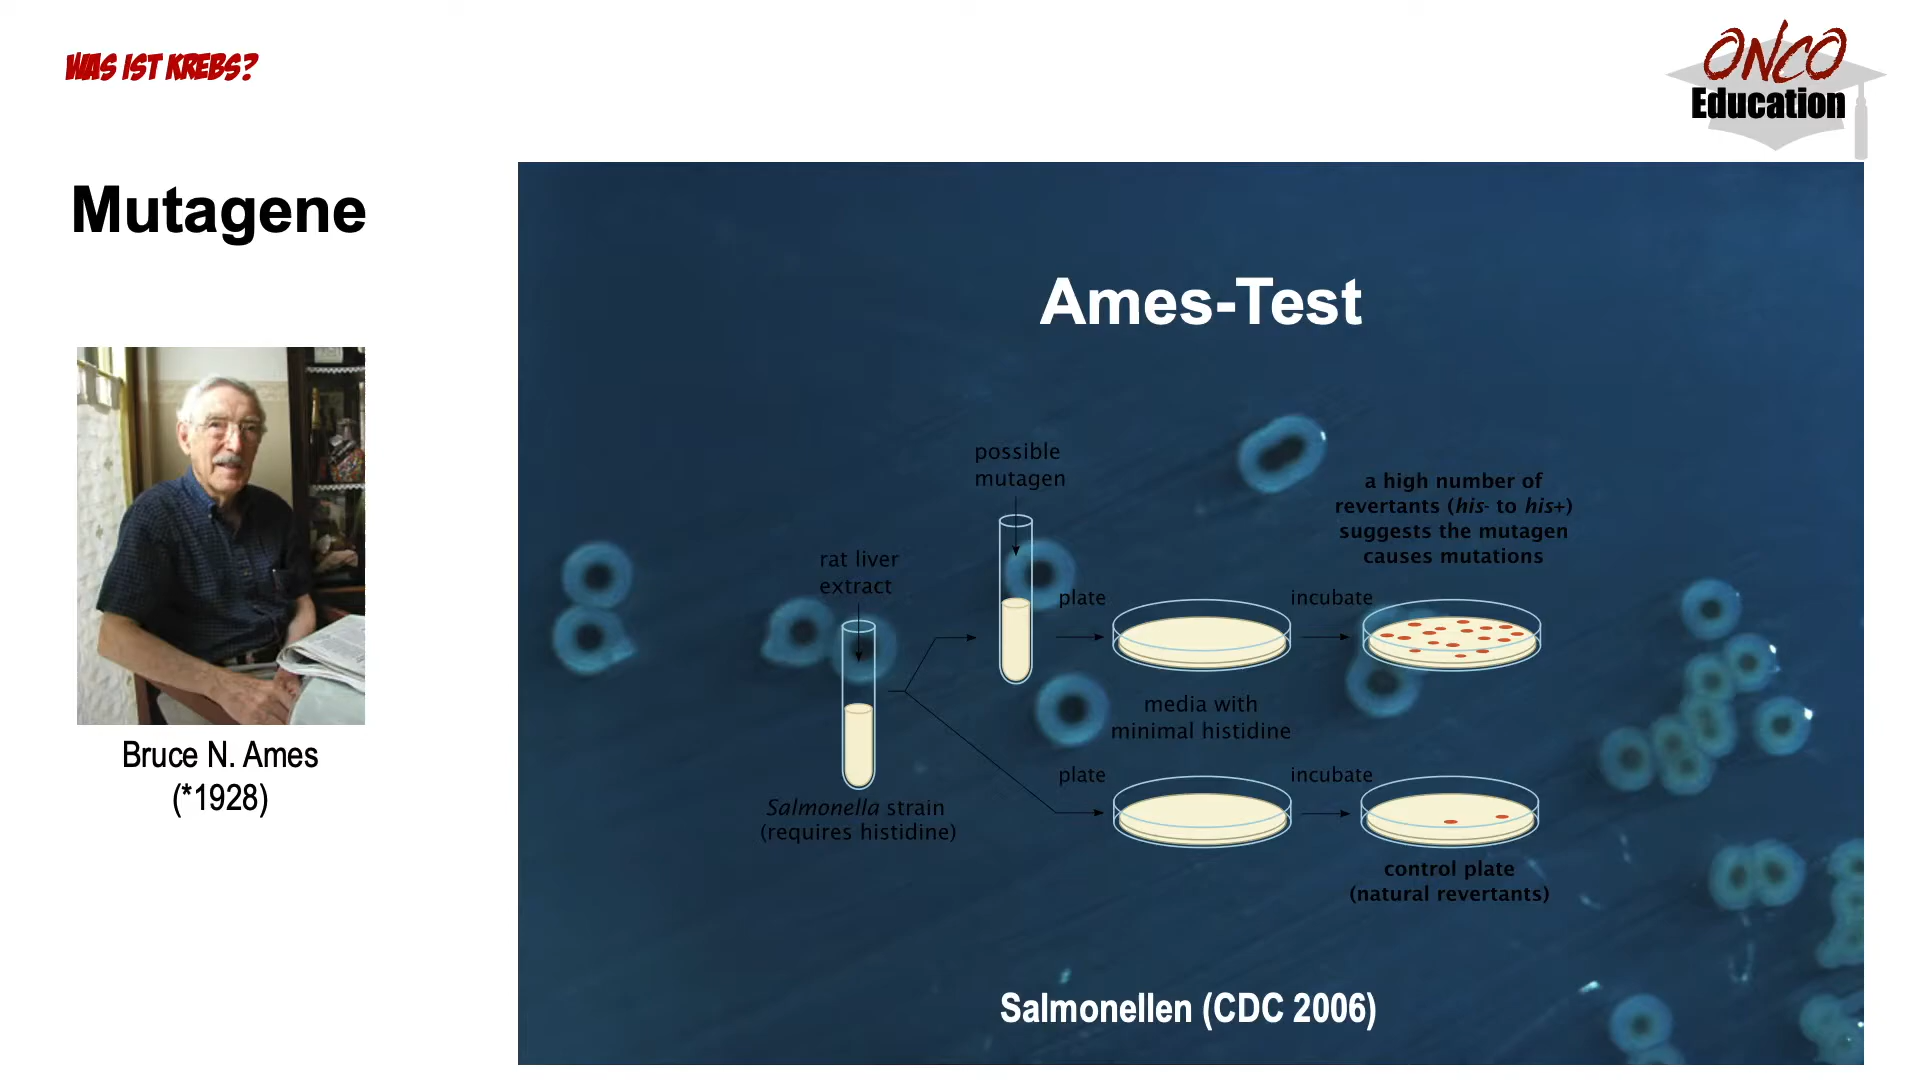 WAS IST KREBS?
ONCO
Education
Mutagene
Bruce N. Ames
(*1928)
Ames-Test
possible
mutagen
a high number of
revertants (his- to his+)
suggests the mutagen
causes mutations
rat liver
extract
plate
incubate
media with
minimal histidine
plate
incubate
Salmonella strain
(requires histidine)
control plate
(natural revertants)
Salmonellen (CDC 2006)